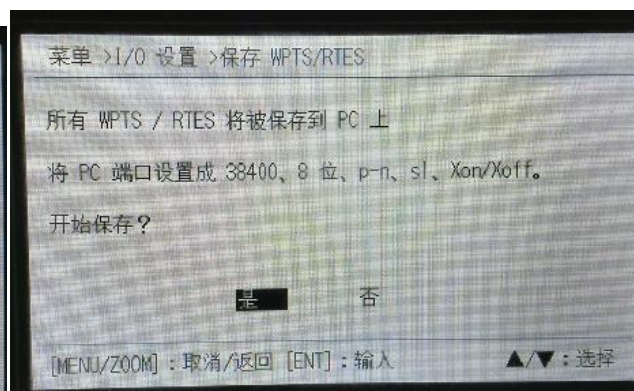 菜单 >I/O 设置 >保存 WPTS/RTES
所有 WPTS / RTES 将被保存到 PC 上
将 PC 端口设置成 38400、8 位、p-n、sl、Xon/Xoff。
开始保存？
是 否
[MENU/ZOOM]：取消/返回 [ENT]：输入 ▲/▼：选择